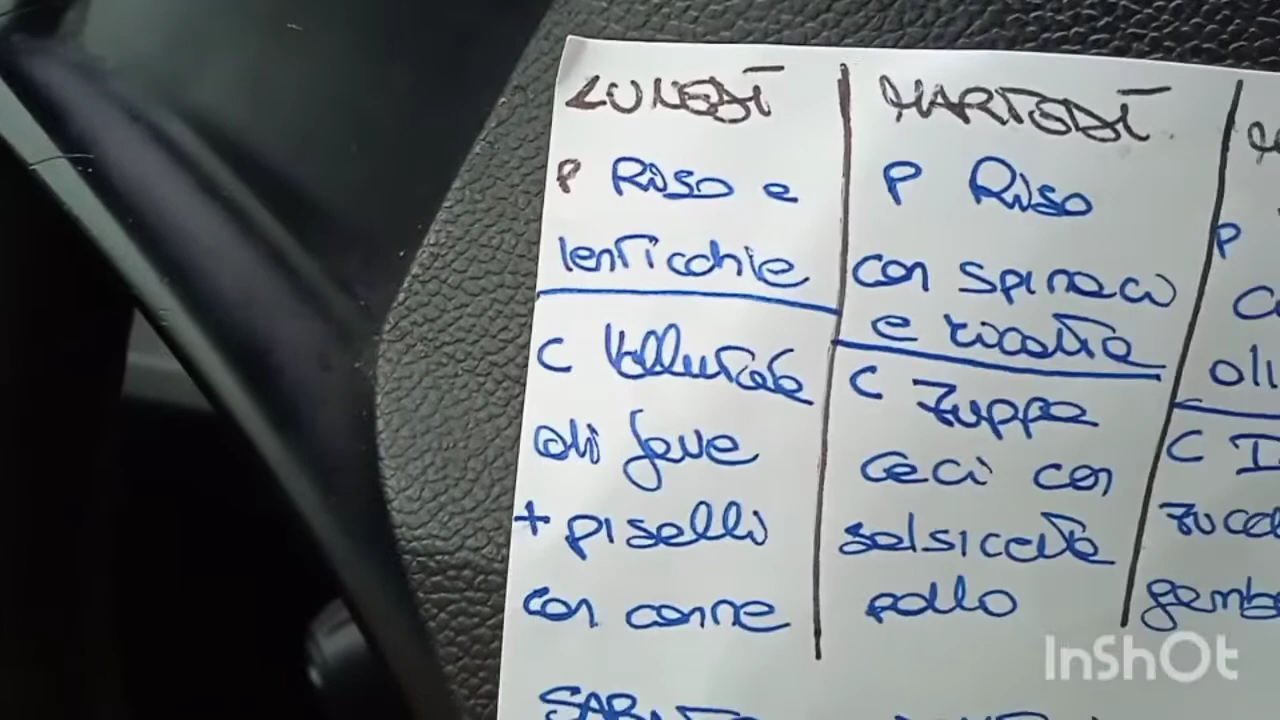 LUNEDÌ
P Riso e
lenticchie
C Vellutata
di fave
+ piselli
con carne
MARTEDÌ
P Riso
con spinaci
e ricotta
C Zuppa
ceci con
salsiccia
pollo
P
C
SABATO
InShOt